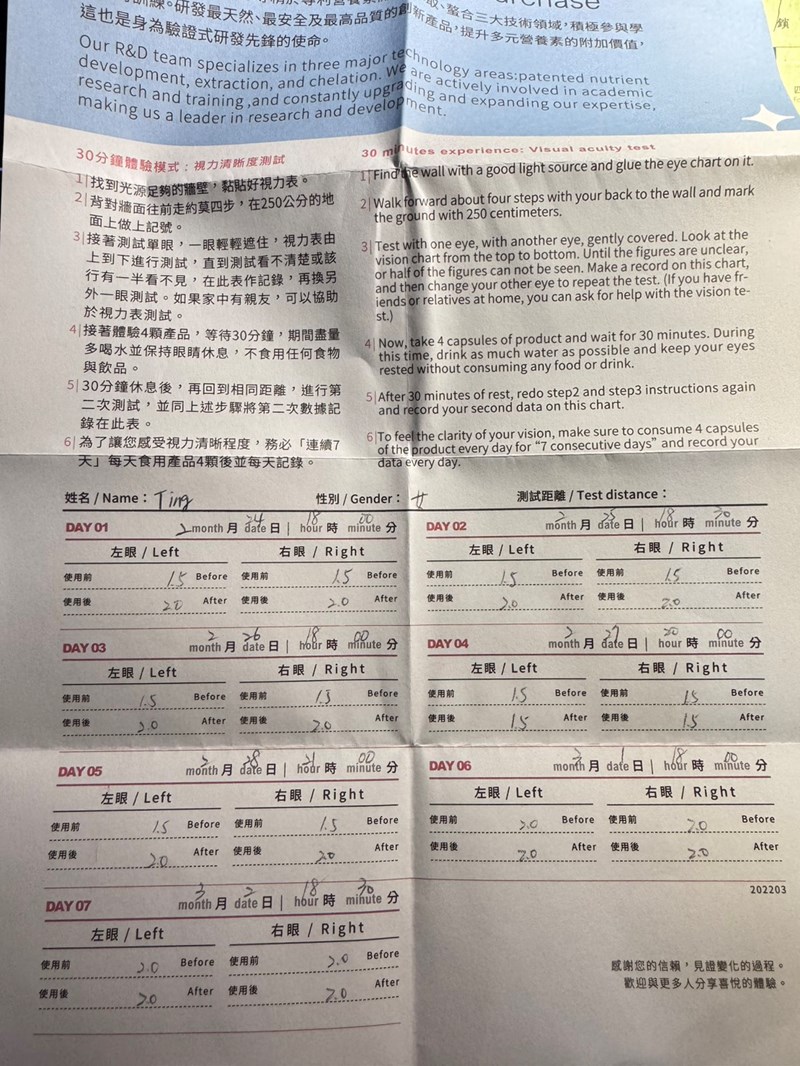 研發最天然、最安全及最高品質的創新產品,提升多元營養素的附加價值,
這也是身為驗證式研發先鋒的使命。
Our R&D team specializes in three major technology areas:patented nutrient
development, extraction, and chelation. We are actively involved in academic
research and training ,and constantly upgrading and expanding our expertise,
making us a leader in research and development.
30分鐘體驗模式:視力清晰度測試
1|找到光源足夠的牆壁,黏貼好視力表。
2|背對牆面往前走約莫四步,在250公分的地
面上做上記號。
3|接著測試單眼,一眼輕輕遮住,視力表由
上到下進行測試,直到測試看不清楚或該
行有一半看不見,在此表作記錄,再換另
外一眼測試。如果家中有親友,可以協助
於視力表測試。
4|接著體驗4顆產品,等待30分鐘,期間盡量
多喝水並保持眼睛休息,不食用任何食物
與飲品。
5|30分鐘休息後,再回到相同距離,進行第
二次測試,並同上述步驟將第二次數據記
錄在此表。
6|為了讓您感受視力清晰程度,務必「連續7
天」每天食用產品4顆後並每天記錄。
30 minutes experience: Visual acuity test
1|Find the wall with a good light source and glue the eye chart on it.
2|Walk forward about four steps with your back to the wall and mark
the ground with 250 centimeters.
3|Test with one eye, with another eye, gently covered. Look at the
vision chart from the top to bottom. Until the figures are unclear,
or half of the figures can not be seen. Make a record on this chart,
and then change your other eye to repeat the test. (If you have fr-
iends or relatives at home, you can ask for help with the vision te-
st.)
4|Now, take 4 capsules of product and wait for 30 minutes. During
this time, drink as much water as possible and keep your eyes
rested without consuming any food or drink.
5|After 30 minutes of rest, redo step2 and step3 instructions again
and record your second data on this chart.
6|To feel the clarity of your vision, make sure to consume 4 capsules
of the product every day for "7 consecutive days" and record your
data every day.
姓名 / Name: Ting 性別 / Gender: 女 測試距離 / Test distance:
DAY 01 2 month 月 24 date 日 | 18 hour 時 00 minute 分
左眼 / Left 右眼 / Right
使用前 1.5 Before 使用前 1.5 Before
使用後 2.0 After 使用後 2.0 After
DAY 02 2 month 月 25 date 日 | 18 hour 時 30 minute 分
左眼 / Left 右眼 / Right
使用前 1.5 Before 使用前 1.5 Before
使用後 2.0 After 使用後 2.0 After
DAY 03 2 month 月 26 date 日 | 18 hour 時 00 minute 分
左眼 / Left 右眼 / Right
使用前 1.5 Before 使用前 1.5 Before
使用後 2.0 After 使用後 2.0 After
DAY 04 2 month 月 27 date 日 | 20 hour 時 00 minute 分
左眼 / Left 右眼 / Right
使用前 1.5 Before 使用前 1.5 Before
使用後 1.5 After 使用後 1.5 After
DAY 05 2 month 月 28 date 日 | 21 hour 時 00 minute 分
左眼 / Left 右眼 / Right
使用前 1.5 Before 使用前 1.5 Before
使用後 2.0 After 使用後 2.0 After
DAY 06 3 month 月 1 date 日 | 18 hour 時 00 minute 分
左眼 / Left 右眼 / Right
使用前 2.0 Before 使用前 2.0 Before
使用後 2.0 After 使用後 2.0 After
202203
DAY 07 3 month 月 2 date 日 | 18 hour 時 30 minute 分
左眼 / Left 右眼 / Right
使用前 2.0 Before 使用前 2.0 Before
使用後 2.0 After 使用後 2.0 After
感謝您的信賴,見證變化的過程。
歡迎與更多人分享喜悅的體驗。